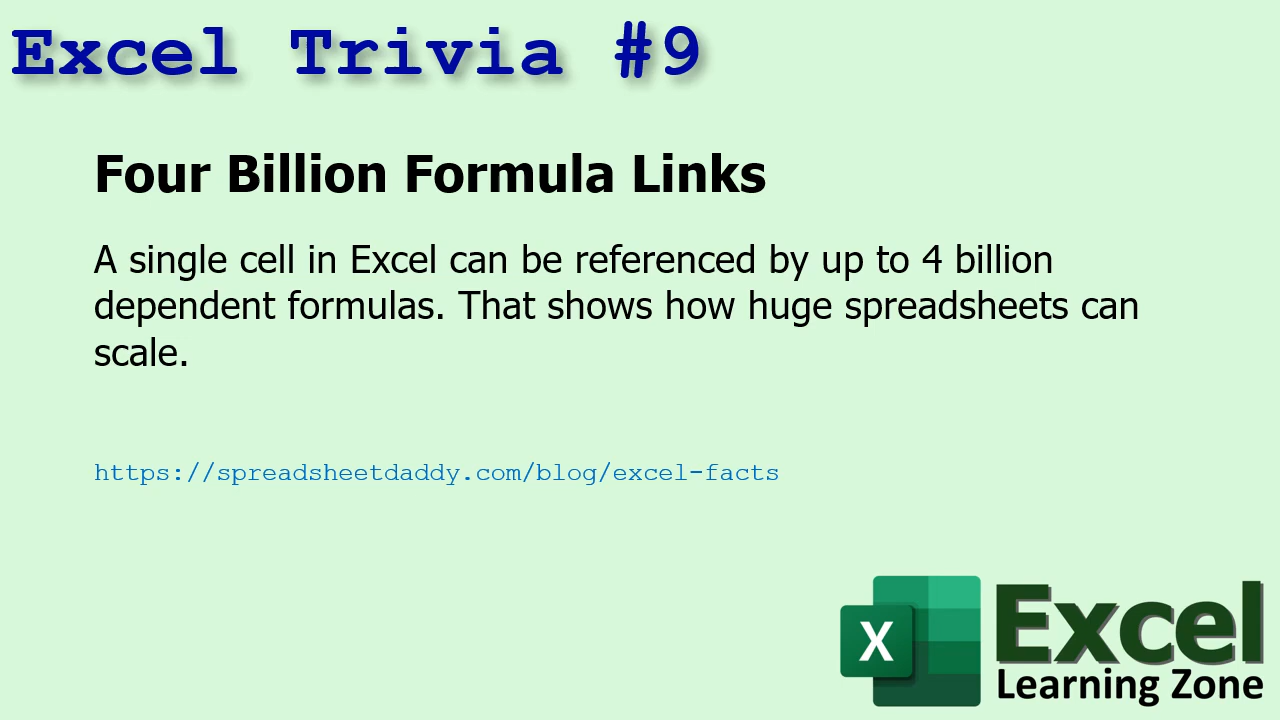 Excel Trivia #9
Four Billion Formula Links
A single cell in Excel can be referenced by up to 4 billion
dependent formulas. That shows how huge spreadsheets can
scale.
https://spreadsheetdaddy.com/blog/excel-facts
X
Excel
Learning Zone